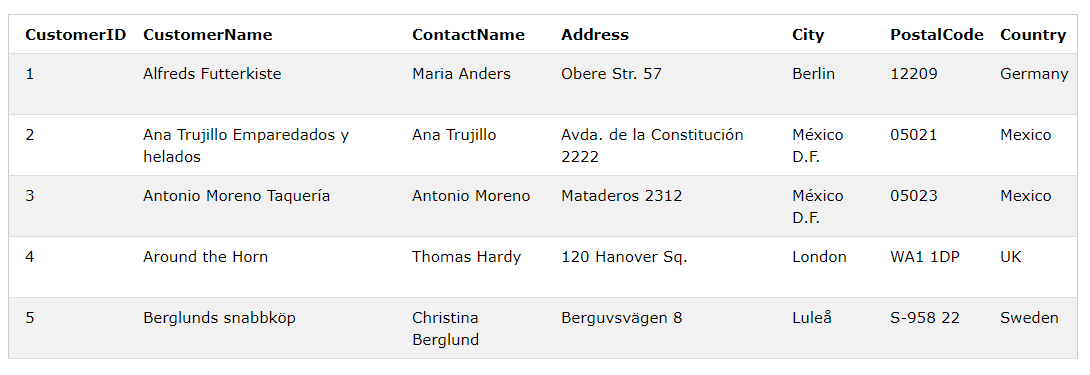 CustomerID CustomerName ContactName Address City PostalCode Country
1 Alfreds Futterkiste Maria Anders Obere Str. 57 Berlin 12209 Germany
2 Ana Trujillo Emparedados y Ana Trujillo Avda. de la Constitución México 05021 Mexico
helados 2222 D.F.
3 Antonio Moreno Taquería Antonio Moreno Mataderos 2312 México 05023 Mexico
D.F.
4 Around the Horn Thomas Hardy 120 Hanover Sq. London WA1 1DP UK
5 Berglunds snabbköp Christina Berguvsvägen 8 Luleå S-958 22 Sweden
Berglund